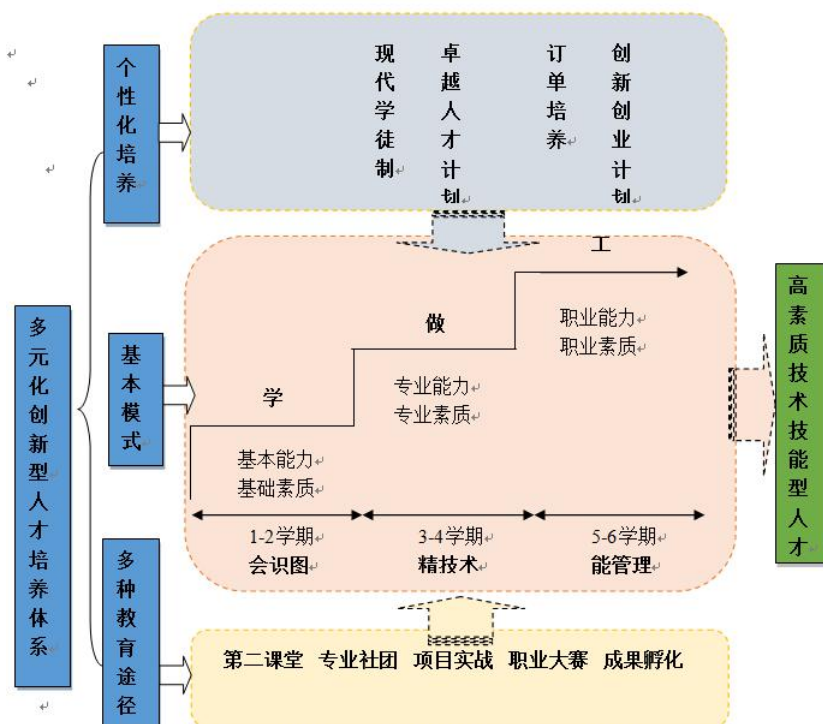 个性化培养
现代学徒制
卓越人才计划
订单培养
创新创业计划
多元化创新型人才培养体系
基本模式
学
做
工
基本能力
基础素质
专业能力
专业素质
职业能力
职业素质
1-2学期
3-4学期
5-6学期
会识图
精技术
能管理
高素质技术技能型人才
多种教育途径
第二课堂 专业社团 项目实战 职业大赛 成果孵化